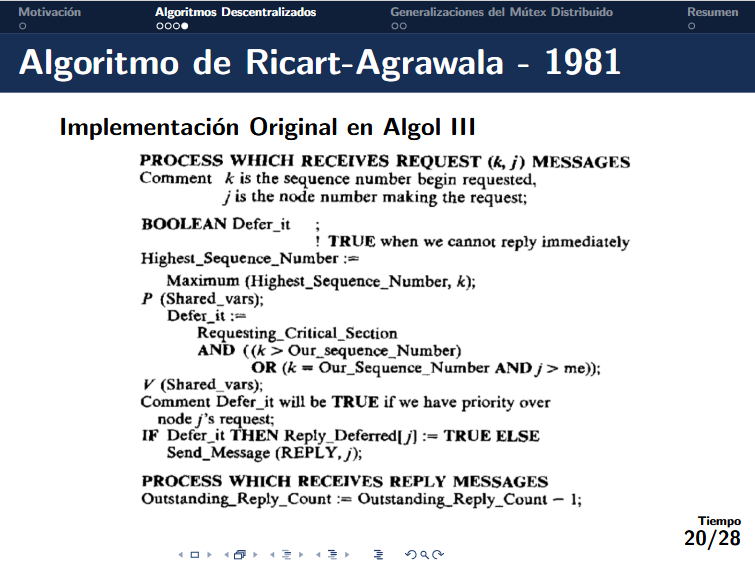 Motivación Algoritmos Descentralizados Generalizaciones del Mútex Distribuido Resumen
Algoritmo de Ricart-Agrawala - 1981
Implementación Original en Algol III
PROCESS WHICH RECEIVES REQUEST (k, j) MESSAGES
Comment k is the sequence number begin requested,
j is the node number making the request;
BOOLEAN Defer_it ;
! TRUE when we cannot reply immediately
Highest_Sequence_Number :=
Maximum (Highest_Sequence_Number, k);
P (Shared_vars);
Defer_it :=
Requesting_Critical_Section
AND ((k > Our_sequence_Number)
OR (k = Our_Sequence_Number AND j > me));
V (Shared_vars);
Comment Defer_it will be TRUE if we have priority over
node j's request;
IF Defer_it THEN Reply_Deferred[j] := TRUE ELSE
Send_Message (REPLY, j);
PROCESS WHICH RECEIVES REPLY MESSAGES
Outstanding_Reply_Count := Outstanding_Reply_Count − 1;
Tiempo
20/28